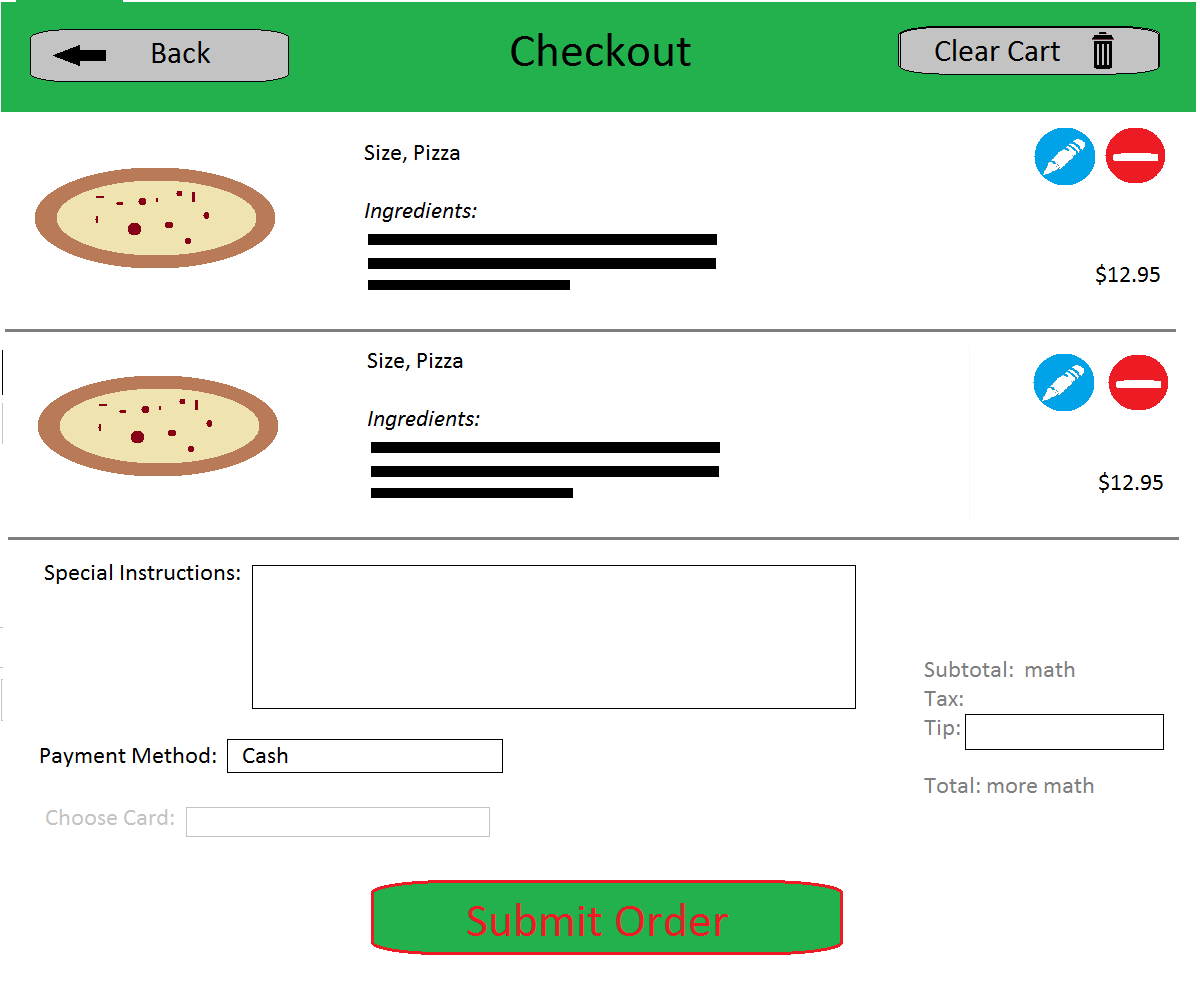 Back
Checkout
Clear Cart
Size, Pizza
Ingredients:
$12.95
Size, Pizza
Ingredients:
$12.95
Special Instructions:
Subtotal: math
Tax:
Tip:
Payment Method: Cash
Total: more math
Choose Card:
Submit Order